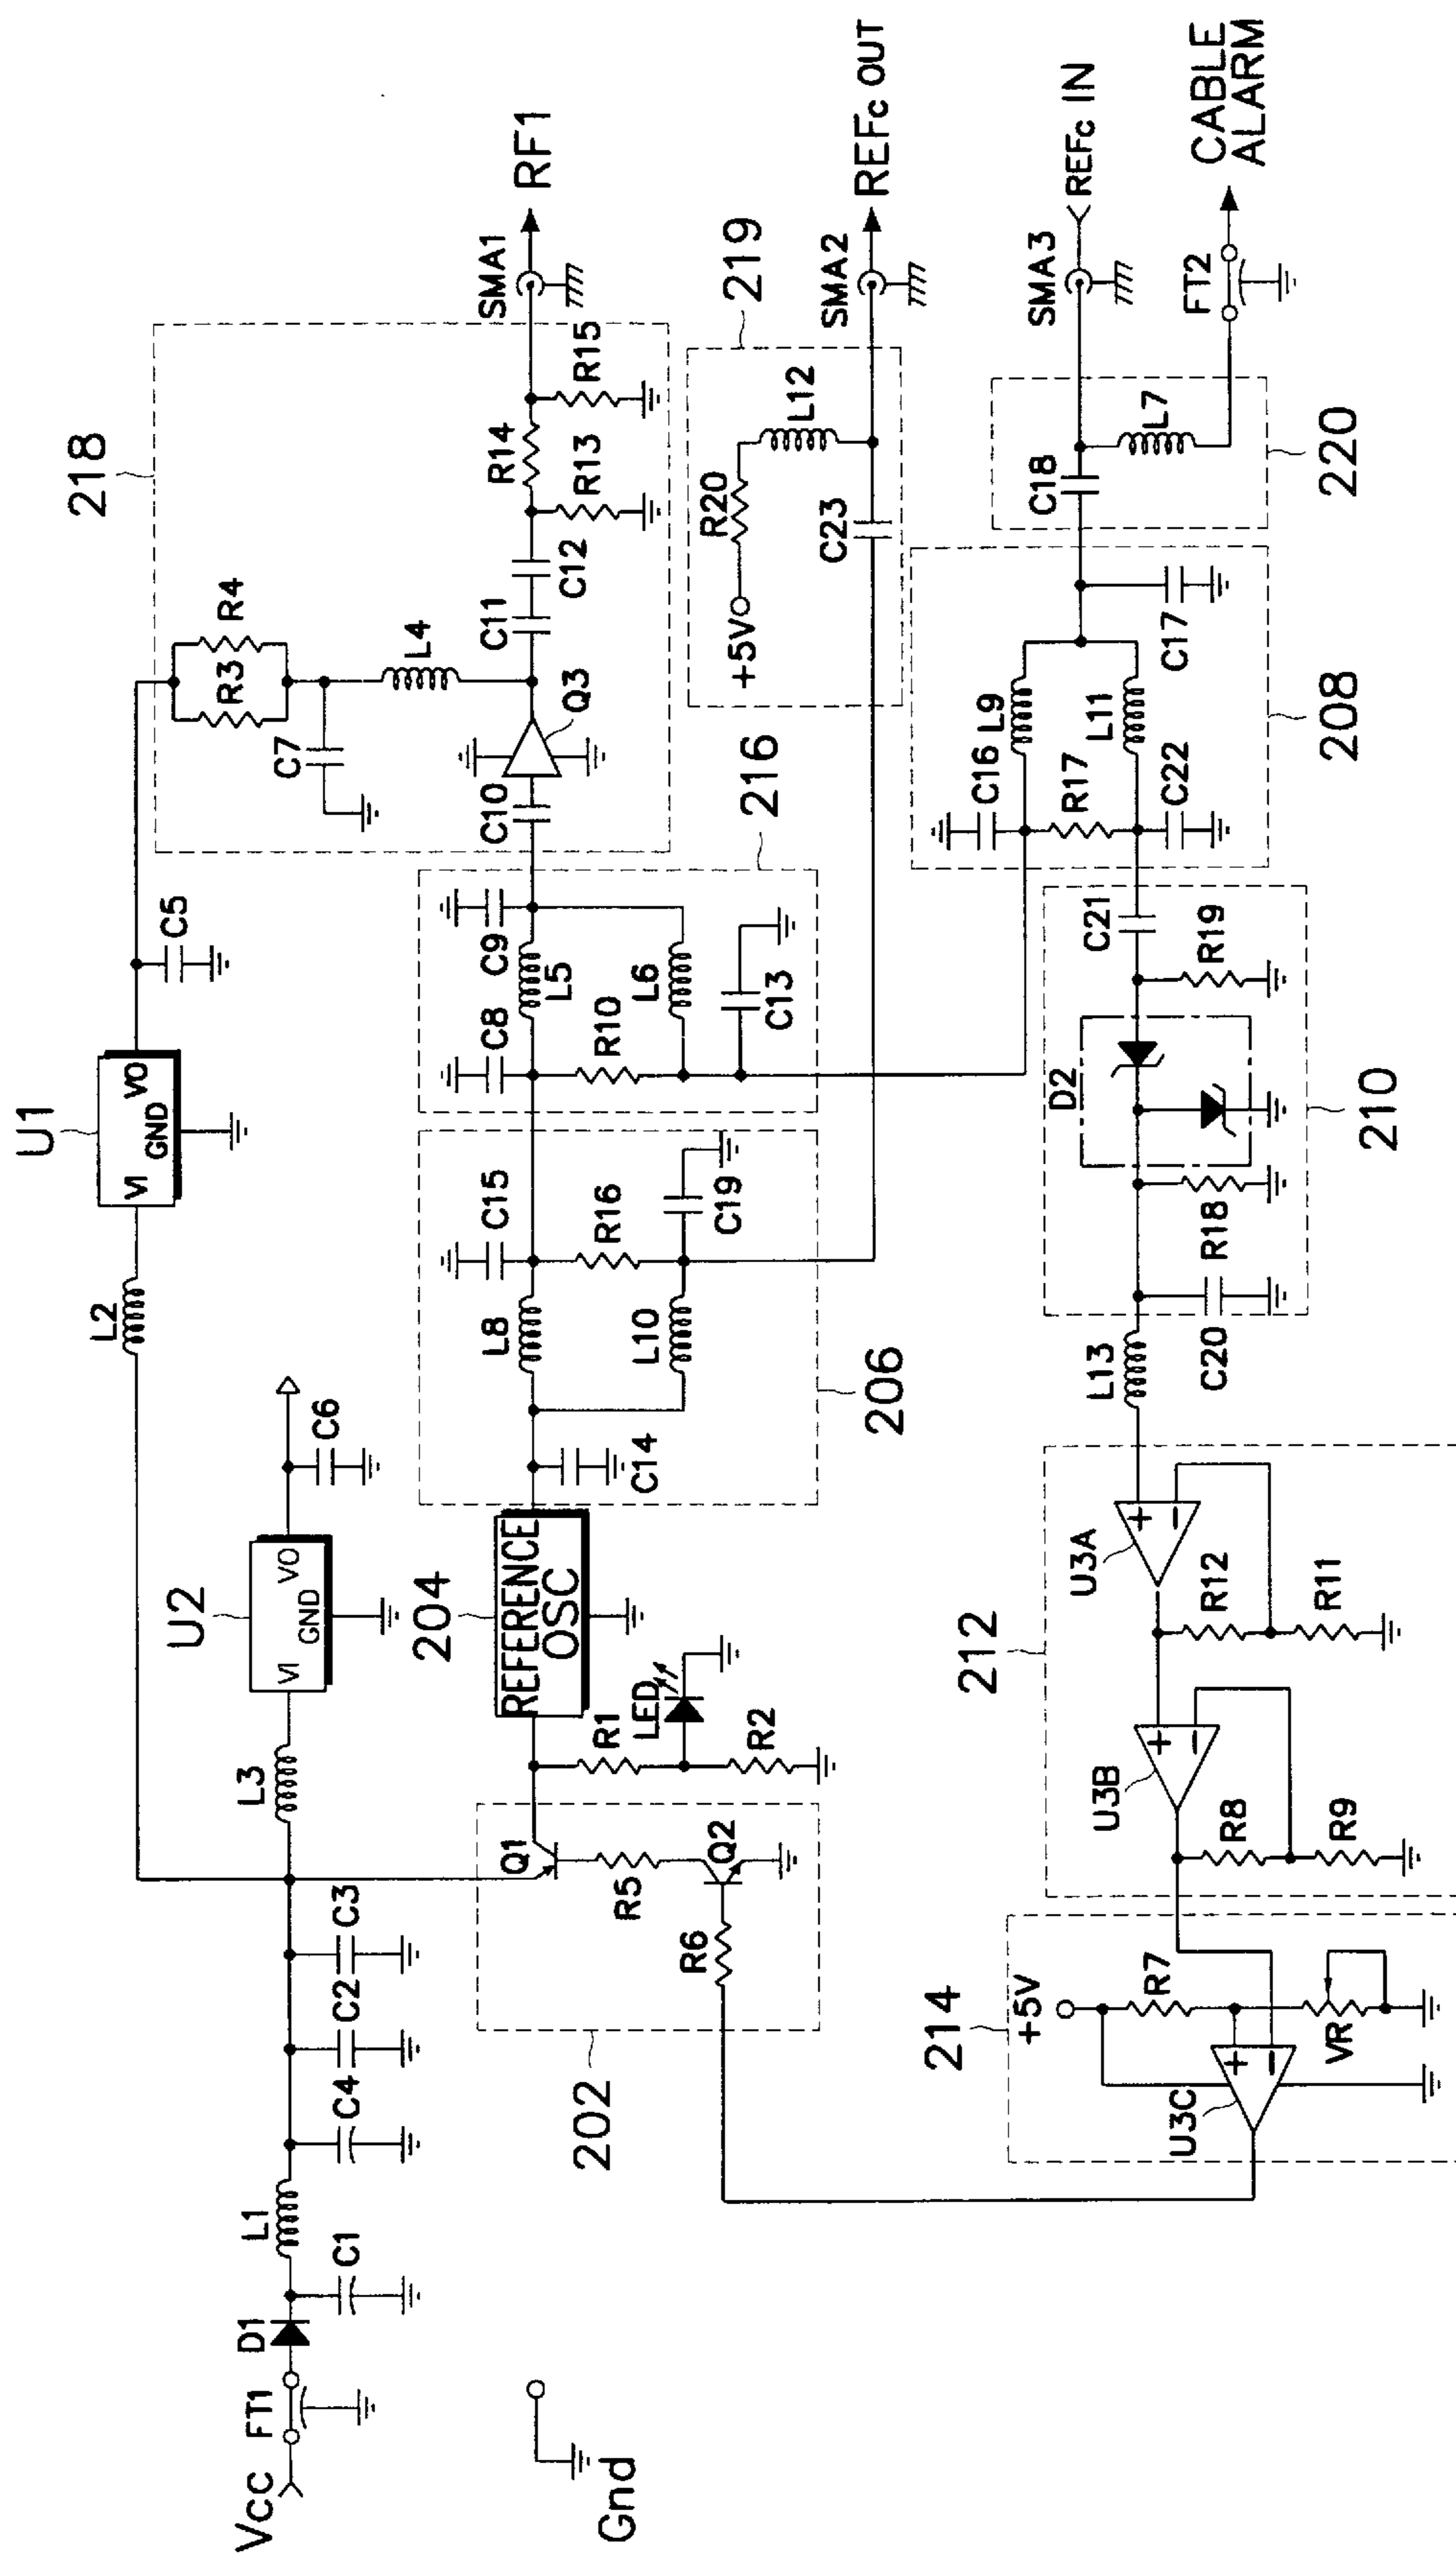 U1
VI
VO
GND
L2
C5
218
R3
R4
C7
L4
U2
VI
VO
GND
L3
C6
Vcc
FT1
D1
C1
L1
C4
C2
C3
204
REFERENCE
OSC
R1
LED
R2
202
Q1
R5
Q2
R6
206
C14
L8
L10
C15
R16
C19
216
C8
C9
L5
R10
L6
C13
C10
Q3
C11
C12
R14
R13
R15
SMA1
RF1
219
+5V
R20
L12
C23
SMA2
REFc OUT
Gnd
208
C16
L9
R17
L11
C22
C17
220
C18
L7
SMA3
REFc IN
FT2
CABLE
ALARM
210
C21
R19
D2
R18
C20
L13
212
U3A
+
−
R12
R11
U3B
+
−
R8
R9
214
+5V
R7
VR
U3C
+
−